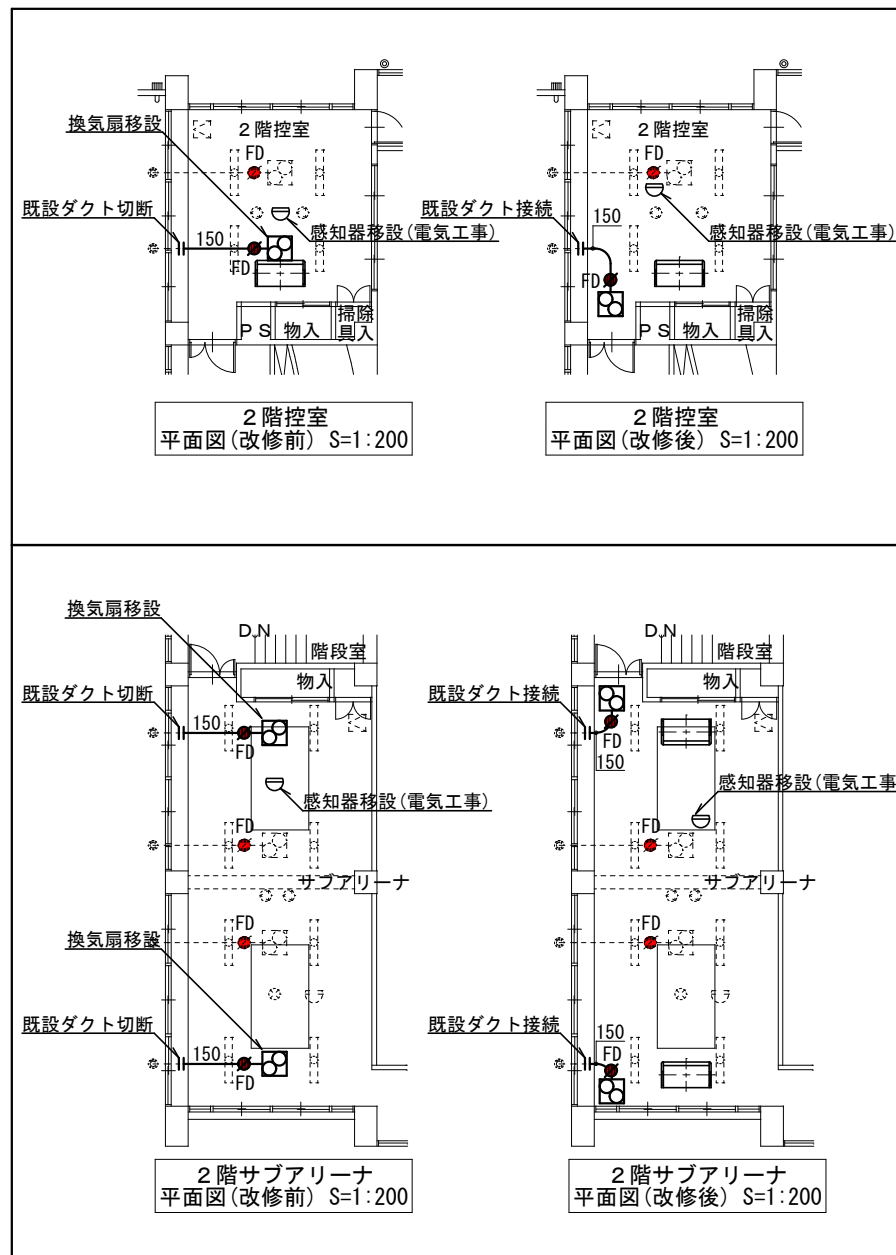 換気扇移設
２階控室
FD
既設ダクト切断
150
感知器移設(電気工事)
FD
ＰＳ
物入
掃除
具入
２階控室
平面図(改修前) S=1:200
２階控室
FD
既設ダクト接続
150
感知器移設(電気工事)
FD
ＰＳ
物入
掃除
具入
２階控室
平面図(改修後) S=1:200
換気扇移設
ＤＮ
階段室
物入
既設ダクト切断
150
FD
感知器移設(電気工事)
FD
サブアリーナ
換気扇移設
FD
既設ダクト切断
150
FD
２階サブアリーナ
平面図(改修前) S=1:200
ＤＮ
階段室
物入
既設ダクト接続
FD
150
感知器移設(電気工事
FD
サブアリーナ
FD
既設ダクト接続
150
FD
２階サブアリーナ
平面図(改修後) S=1:200